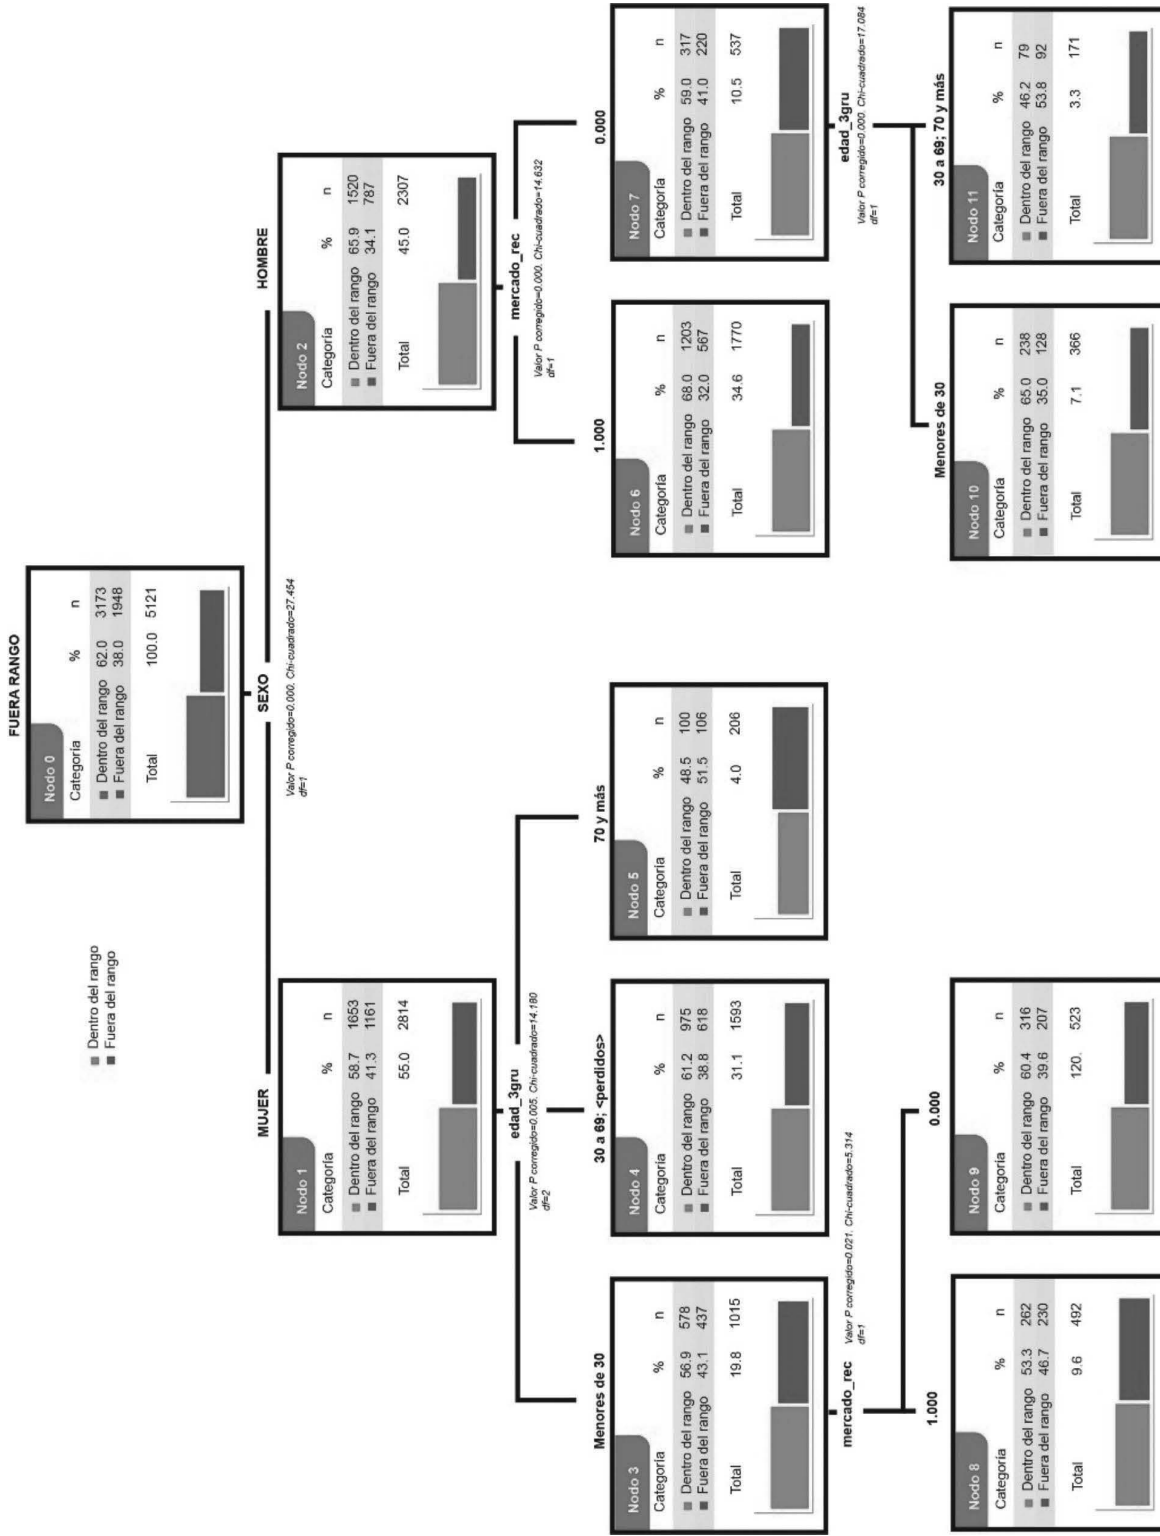 FUERA RANGO
Dentro del rango
Fuera del rango
Nodo 0
Categoría % n
Dentro del rango 62.0 3173
Fuera del rango 38.0 1948
Total 100.0 5121
SEXO
Valor P corregido=0.000. Chi-cuadrado=27.454
df=1
MUJER
HOMBRE
Nodo 1
Categoría % n
Dentro del rango 58.7 1653
Fuera del rango 41.3 1161
Total 55.0 2814
Nodo 2
Categoría % n
Dentro del rango 65.9 1520
Fuera del rango 34.1 787
Total 45.0 2307
edad_3gru
Valor P corregido=0.005. Chi-cuadrado=14.180
df=2
mercado_rec
Valor P corregido=0.000. Chi-cuadrado=14.632
df=1
Menores de 30
30 a 69; <perdidos>
70 y más
1.000
0.000
Nodo 3
Categoría % n
Dentro del rango 56.9 578
Fuera del rango 43.1 437
Total 19.8 1015
Nodo 4
Categoría % n
Dentro del rango 61.2 975
Fuera del rango 38.8 618
Total 31.1 1593
Nodo 5
Categoría % n
Dentro del rango 48.5 100
Fuera del rango 51.5 106
Total 4.0 206
Nodo 6
Categoría % n
Dentro del rango 68.0 1203
Fuera del rango 32.0 567
Total 34.6 1770
Nodo 7
Categoría % n
Dentro del rango 59.0 317
Fuera del rango 41.0 220
Total 10.5 537
mercado_rec
Valor P corregido=0.021. Chi-cuadrado=5.314
df=1
edad_3gru
Valor P corregido=0.000. Chi-cuadrado=17.084
df=1
1.000
0.000
Menores de 30
30 a 69; 70 y más
Nodo 8
Categoría % n
Dentro del rango 53.3 262
Fuera del rango 46.7 230
Total 9.6 492
Nodo 9
Categoría % n
Dentro del rango 60.4 316
Fuera del rango 39.6 207
Total 120. 523
Nodo 10
Categoría % n
Dentro del rango 65.0 238
Fuera del rango 35.0 128
Total 7.1 366
Nodo 11
Categoría % n
Dentro del rango 46.2 79
Fuera del rango 53.8 92
Total 3.3 171